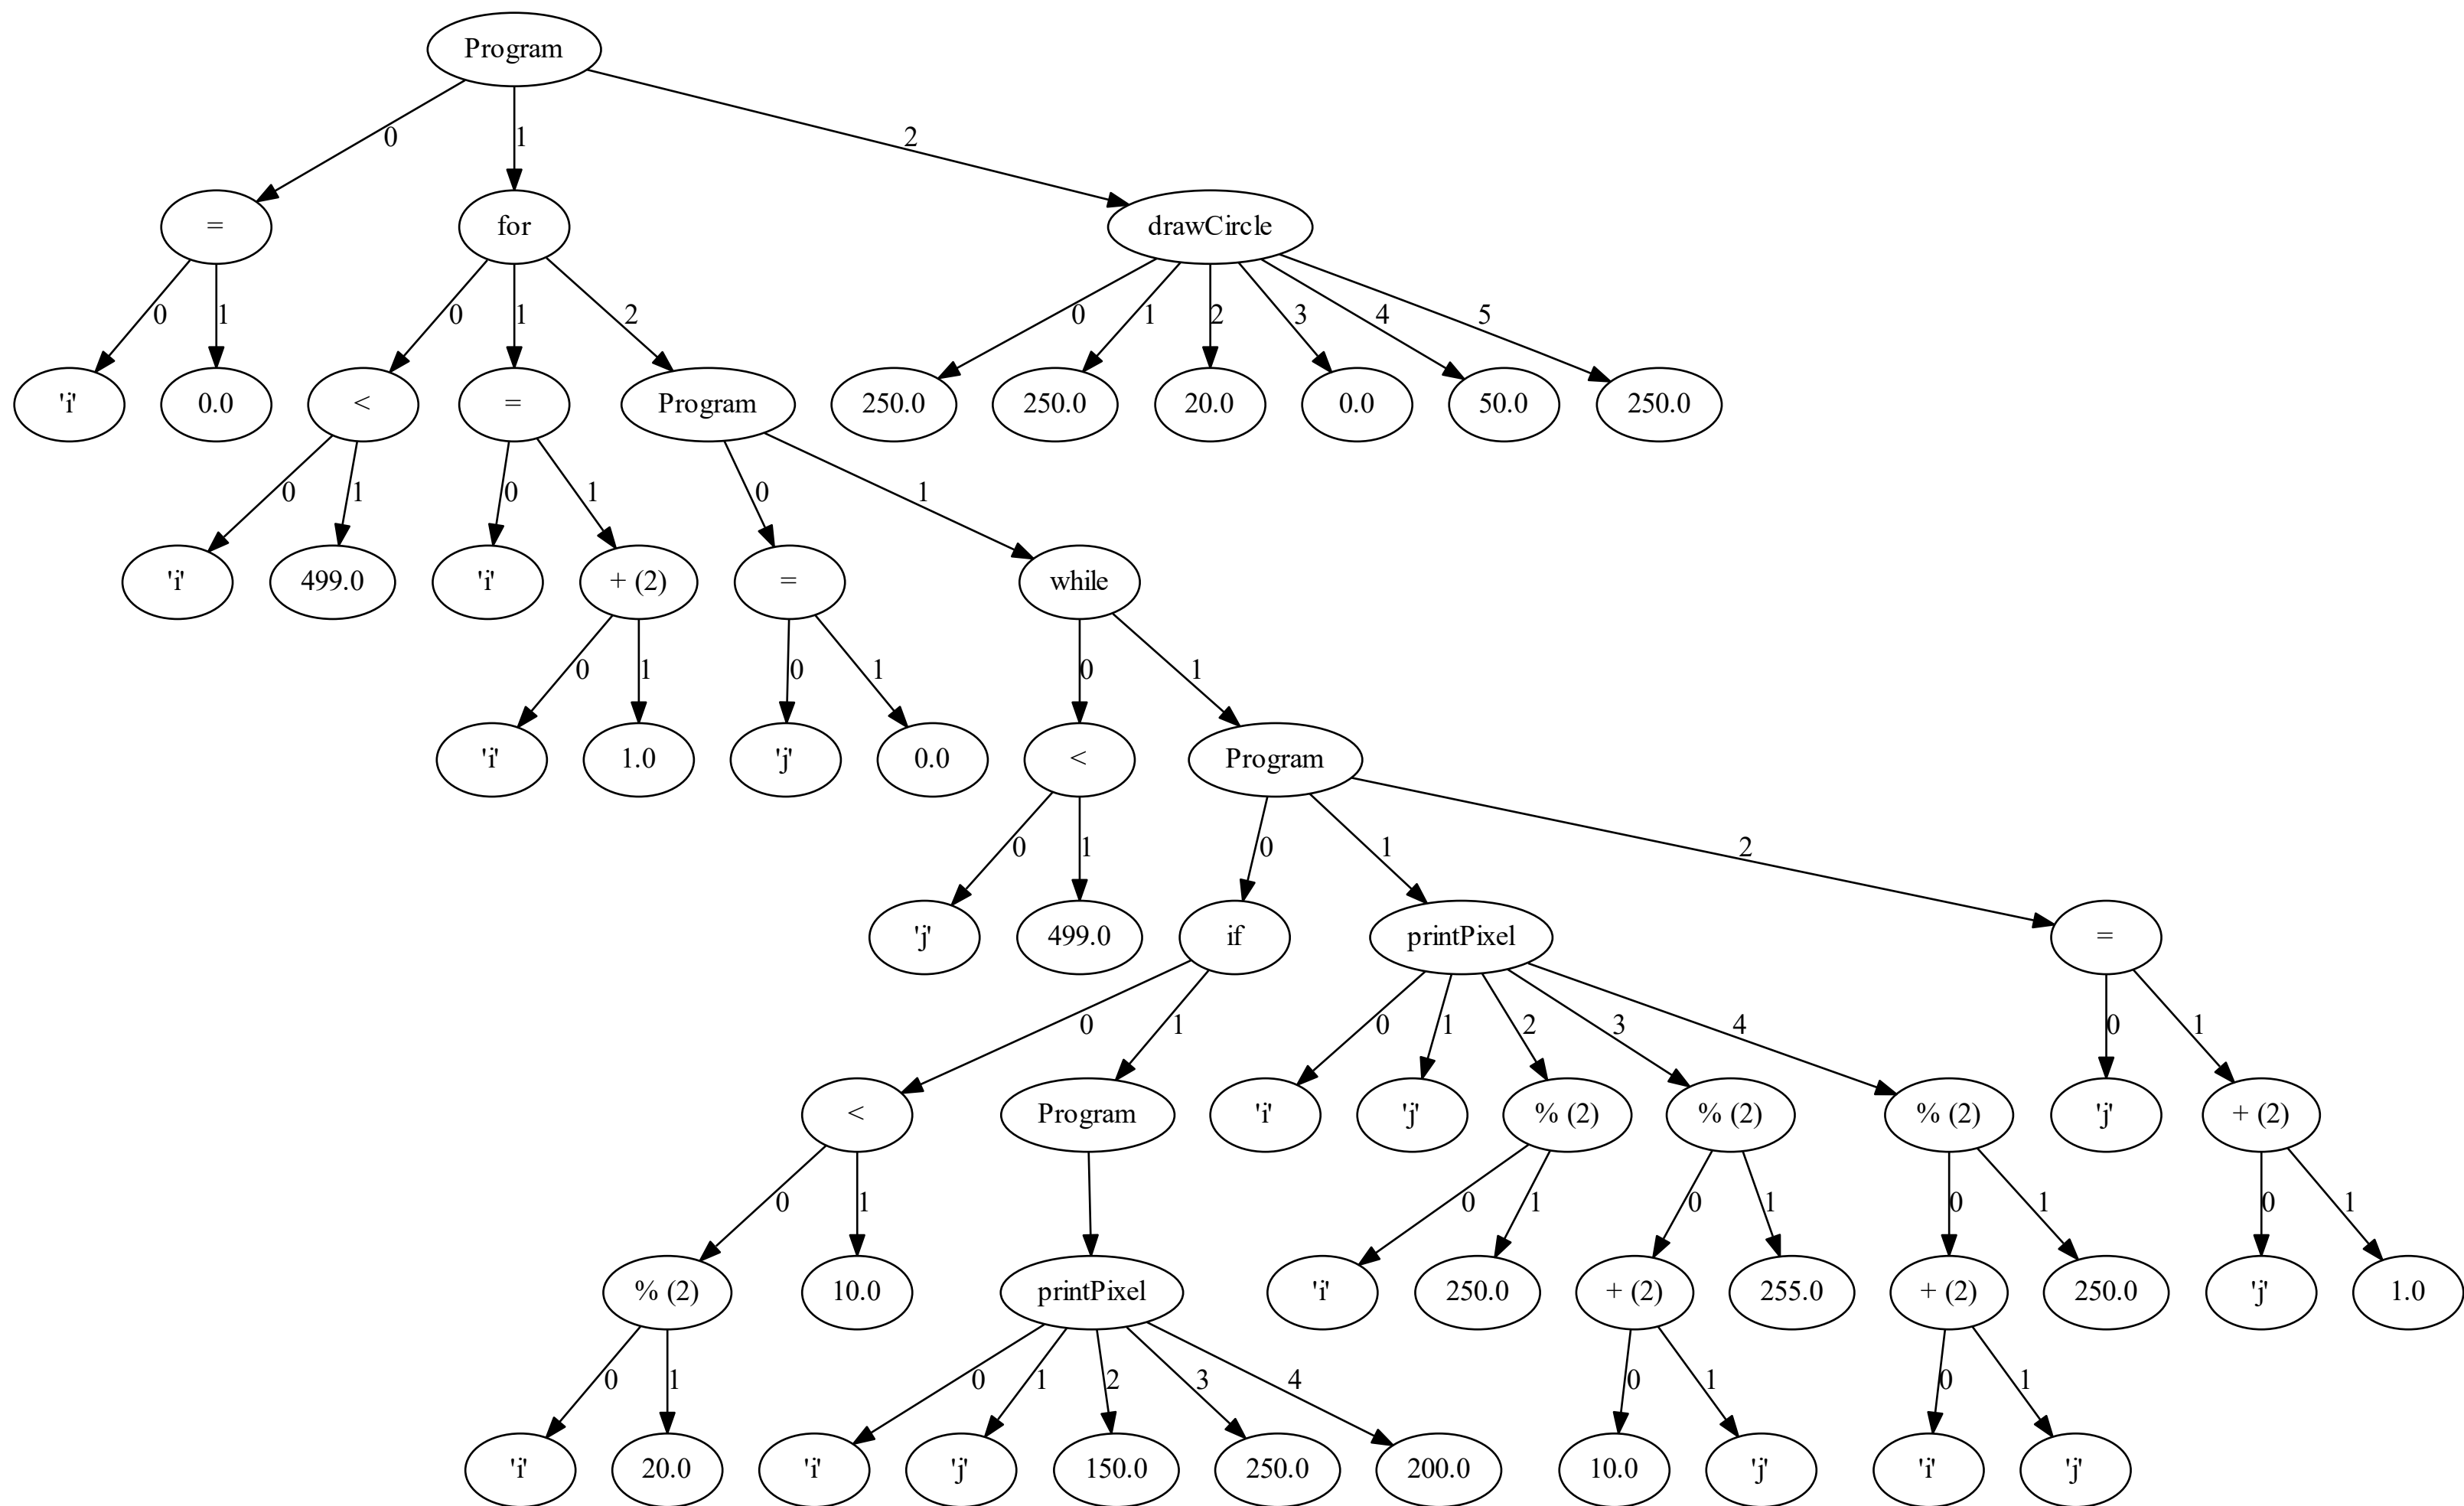 Program
0 1 2
= for drawCircle
0 1 0 1 2 0 1 2 3 4 5
'i' 0.0 < = Program 250.0 250.0 20.0 0.0 50.0 250.0
0 1 0 1 0 1
'i' 499.0 'i' + (2) = while
0 1 0 1 0 1
'i' 1.0 'j' 0.0 < Program
0 1 0 1 2
'j' 499.0 if printPixel =
0 1 0 1 2 3 4 0 1
< Program 'i' 'j' % (2) % (2) % (2) 'j' + (2)
0 1 0 1 0 1 0 1 0 1
% (2) 10.0 printPixel 'i' 250.0 + (2) 255.0 + (2) 250.0 'j' 1.0
0 1 0 1 2 3 4 0 1 0 1
'i' 20.0 'i' 'j' 150.0 250.0 200.0 10.0 'j' 'i' 'j'